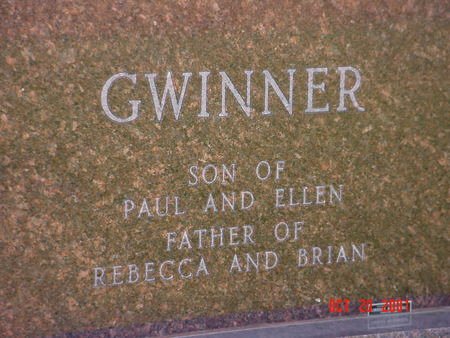 GWINNER
SON OF
PAUL AND ELLEN
FATHER OF
REBECCA AND BRIAN